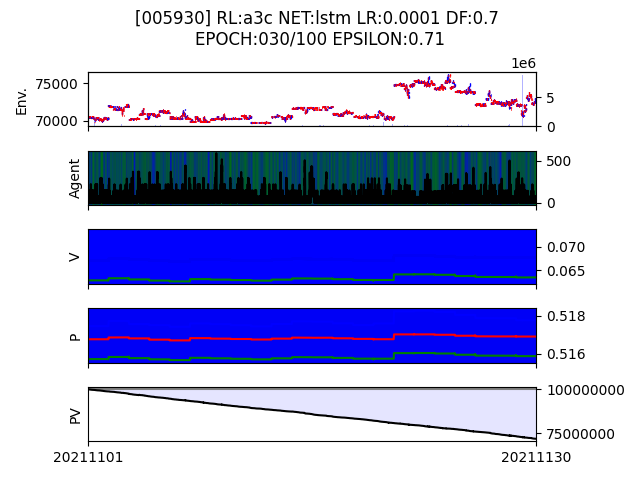 [005930] RL:a3c NET:lstm LR:0.0001 DF:0.7
EPOCH:030/100 EPSILON:0.71
1e6
Env.
75000
70000
5
0
Agent
500
0
V
0.070
0.065
P
0.518
0.516
PV
100000000
75000000
20211101
20211130